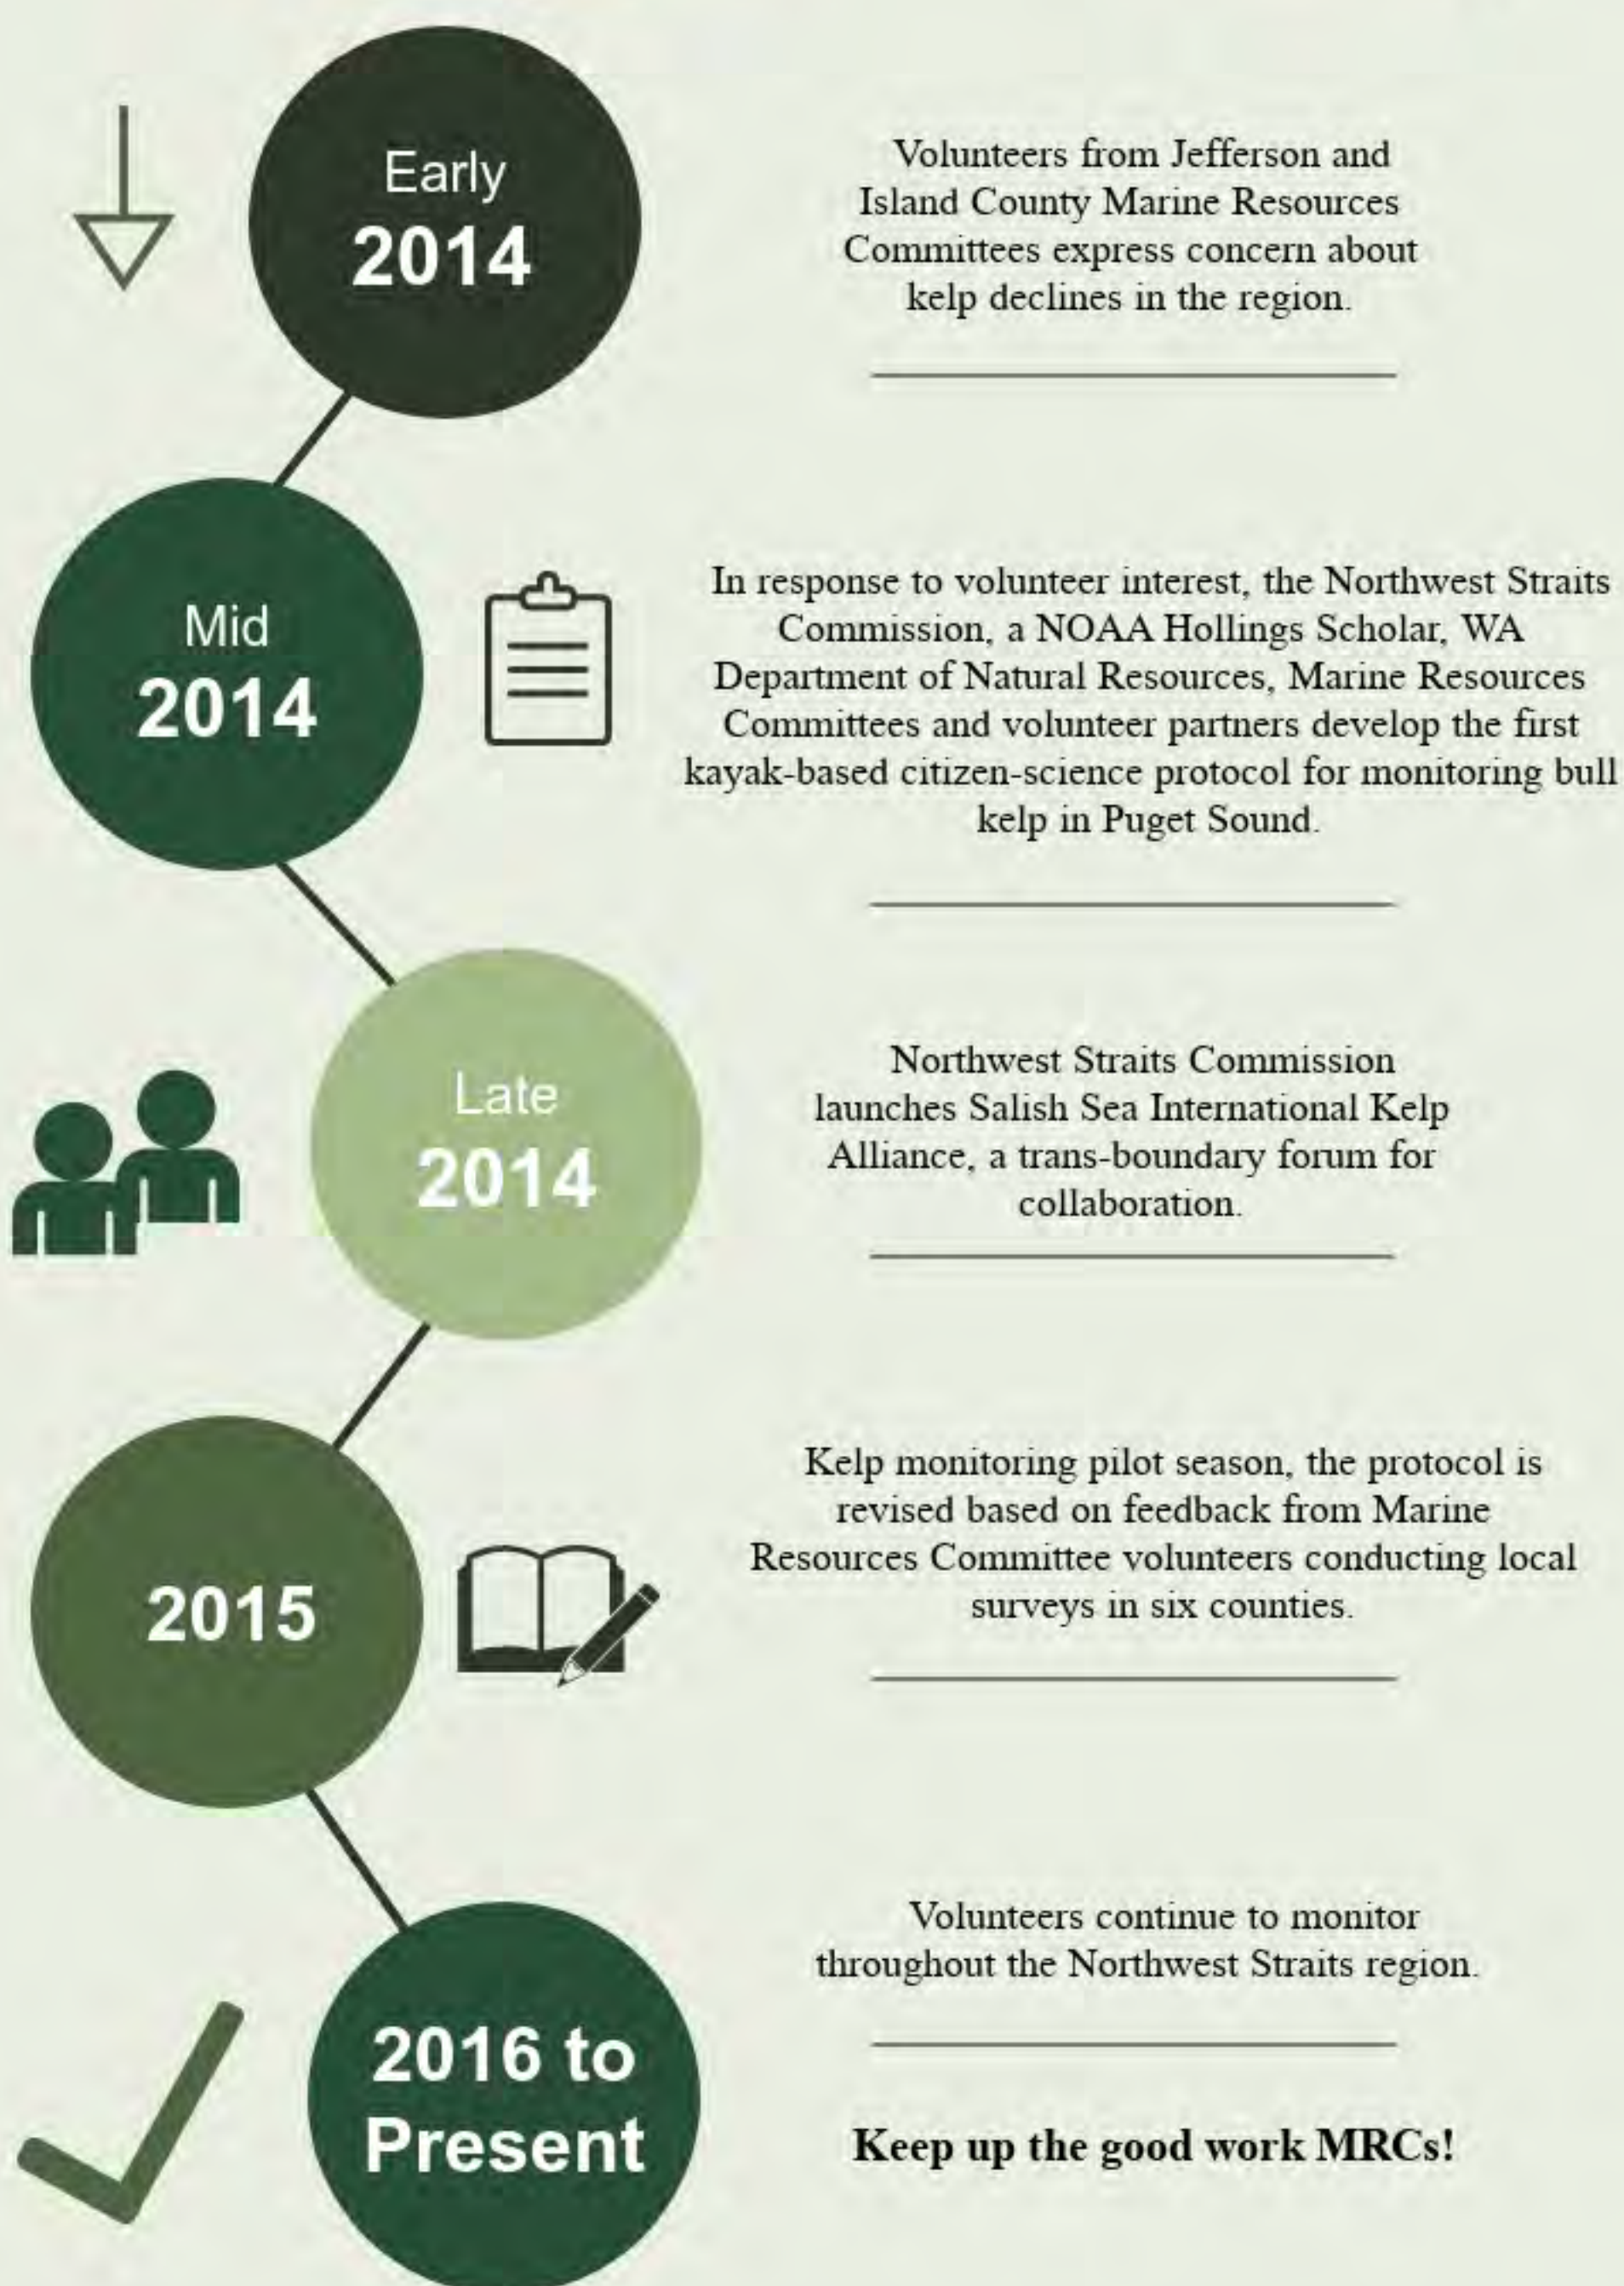 Early
2014
Volunteers from Jefferson and
Island County Marine Resources
Committees express concern about
kelp declines in the region.
Mid
2014
In response to volunteer interest, the Northwest Straits
Commission, a NOAA Hollings Scholar, WA
Department of Natural Resources, Marine Resources
Committees and volunteer partners develop the first
kayak-based citizen-science protocol for monitoring bull
kelp in Puget Sound.
Late
2014
Northwest Straits Commission
launches Salish Sea International Kelp
Alliance, a trans-boundary forum for
collaboration.
2015
Kelp monitoring pilot season, the protocol is
revised based on feedback from Marine
Resources Committee volunteers conducting local
surveys in six counties.
2016 to
Present
Volunteers continue to monitor
throughout the Northwest Straits region.
Keep up the good work MRCs!